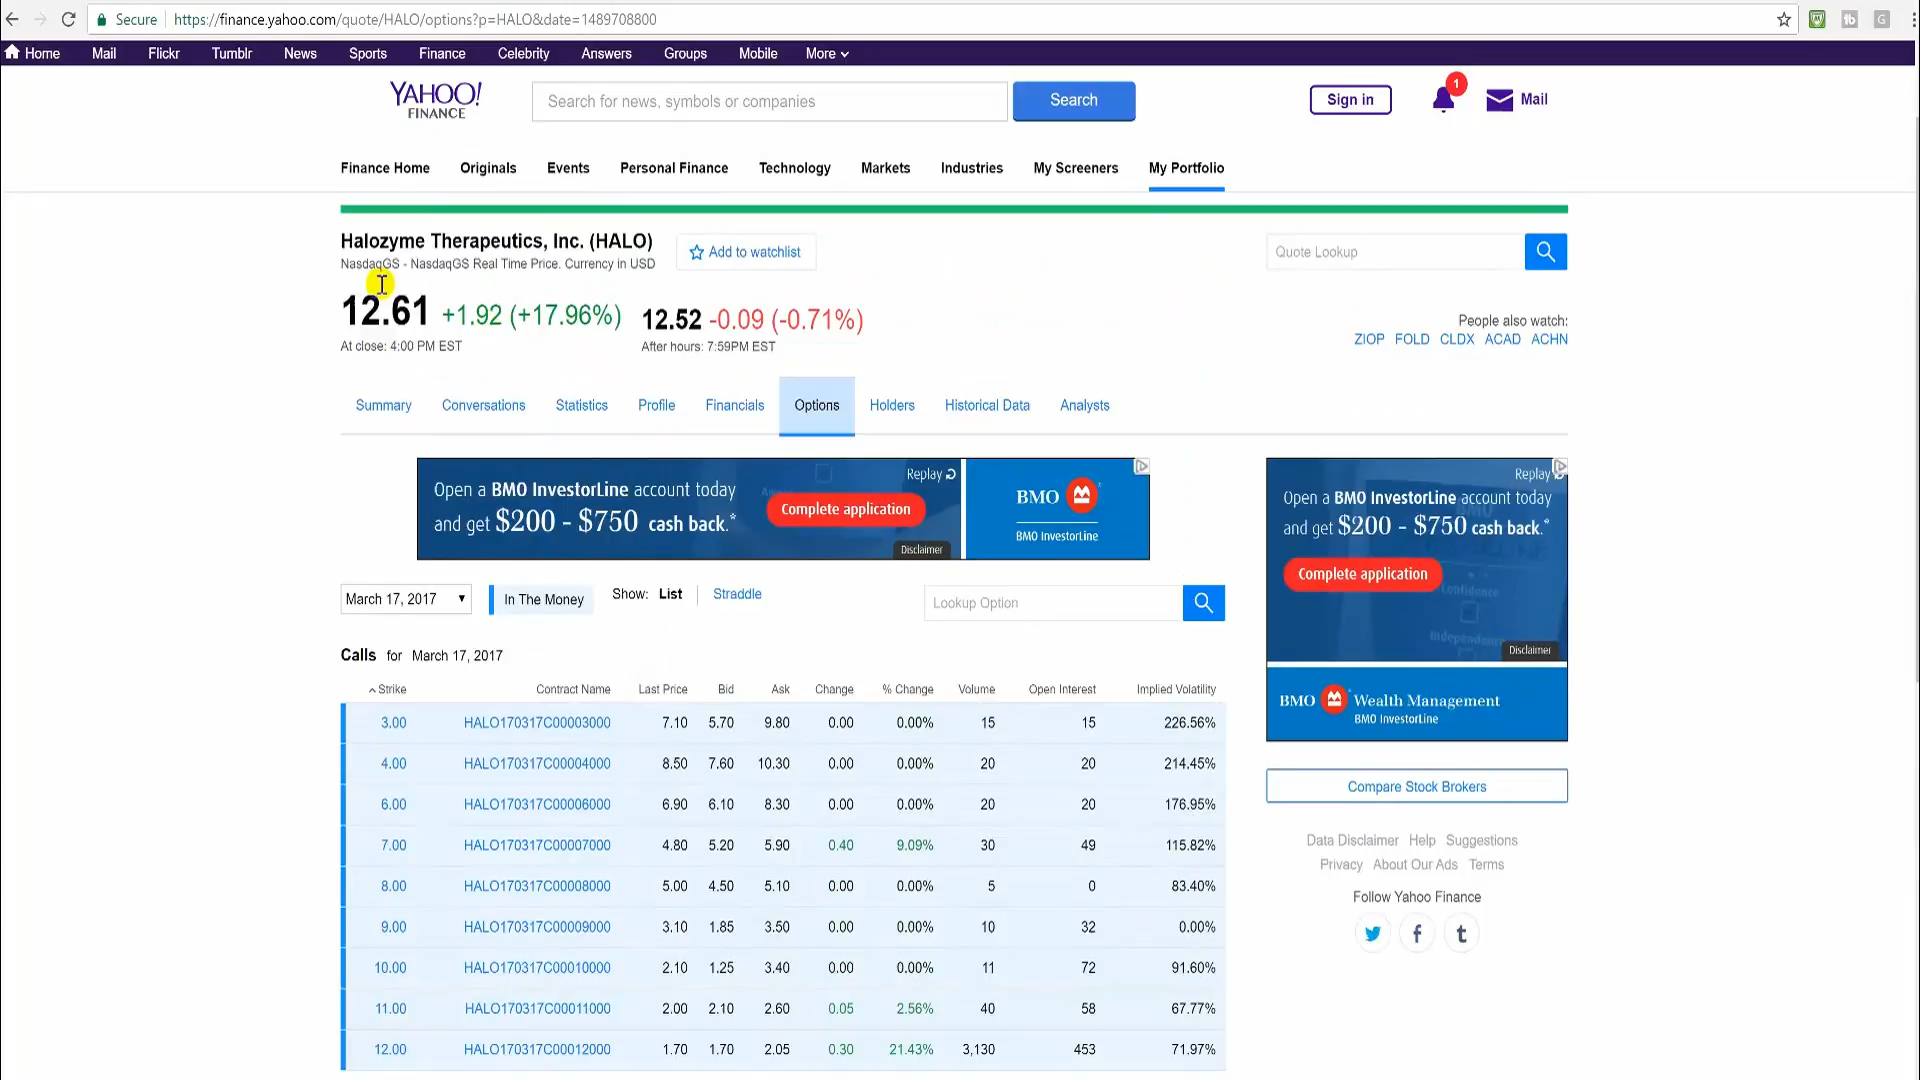 Secure https://finance.yahoo.com/quote/HALO/options?p=HALO&date=1489708800
Home Mail Flickr Tumblr News Sports Finance Celebrity Answers Groups Mobile More
YAHOO!
FINANCE
Search for news, symbols or companies
Search
Sign in
1
Mail
Finance Home Originals Events Personal Finance Technology Markets Industries My Screeners My Portfolio
Halozyme Therapeutics, Inc. (HALO)
NasdaqGS - NasdaqGS Real Time Price. Currency in USD
Add to watchlist
Quote Lookup
12.61 +1.92 (+17.96%) 12.52 -0.09 (-0.71%)
At close: 4:00 PM EST After hours: 7:59PM EST
People also watch:
ZIOP FOLD CLDX ACAD ACHN
Summary Conversations Statistics Profile Financials Options Holders Historical Data Analysts
Open a BMO InvestorLine account today
and get $200 - $750 cash back.*
Replay
Complete application
Disclaimer
BMO
BMO InvestorLine
Replay
Open a BMO InvestorLine account today
and get $200 - $750 cash back.*
Complete application
Disclaimer
BMO Wealth Management
BMO InvestorLine
March 17, 2017 In The Money Show: List Straddle Lookup Option
Calls for March 17, 2017
Strike Contract Name Last Price Bid Ask Change % Change Volume Open Interest Implied Volatility
3.00 HALO170317C00003000 7.10 5.70 9.80 0.00 0.00% 15 15 226.56%
4.00 HALO170317C00004000 8.50 7.60 10.30 0.00 0.00% 20 20 214.45%
6.00 HALO170317C00006000 6.90 6.10 8.30 0.00 0.00% 20 20 176.95%
7.00 HALO170317C00007000 4.80 5.20 5.90 0.40 9.09% 30 49 115.82%
8.00 HALO170317C00008000 5.00 4.50 5.10 0.00 0.00% 5 0 83.40%
9.00 HALO170317C00009000 3.10 1.85 3.50 0.00 0.00% 10 32 0.00%
10.00 HALO170317C00010000 2.10 1.25 3.40 0.00 0.00% 11 72 91.60%
11.00 HALO170317C00011000 2.00 2.10 2.60 0.05 2.56% 40 58 67.77%
12.00 HALO170317C00012000 1.70 1.70 2.05 0.30 21.43% 3,130 453 71.97%
Compare Stock Brokers
Data Disclaimer Help Suggestions
Privacy About Our Ads Terms
Follow Yahoo Finance